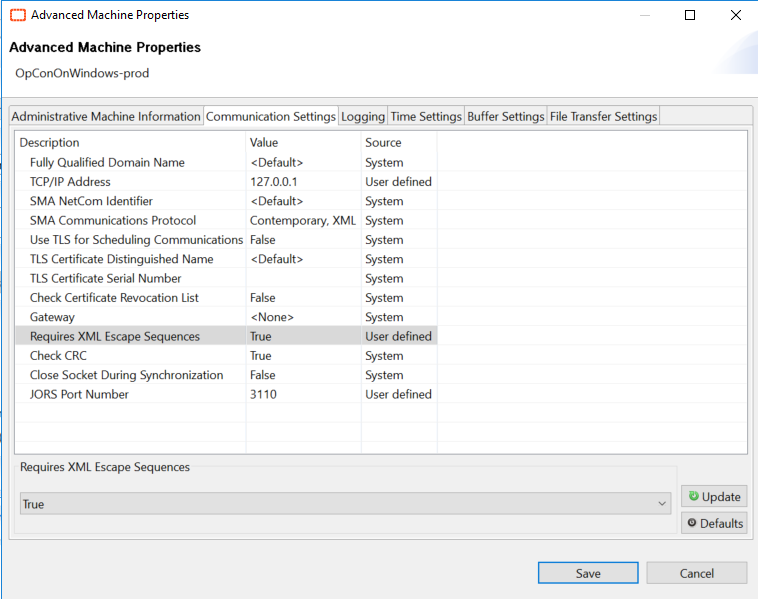 Advanced Machine Properties
Advanced Machine Properties
OpConOnWindows-prod
Administrative Machine Information Communication Settings Logging Time Settings Buffer Settings File Transfer Settings
Description Value Source
Fully Qualified Domain Name <Default> System
TCP/IP Address 127.0.0.1 User defined
SMA NetCom Identifier <Default> System
SMA Communications Protocol Contemporary, XML System
Use TLS for Scheduling Communications False System
TLS Certificate Distinguished Name <Default> System
TLS Certificate Serial Number System
Check Certificate Revocation List False System
Gateway <None> System
Requires XML Escape Sequences True User defined
Check CRC True System
Close Socket During Synchronization False System
JORS Port Number 3110 User defined
Requires XML Escape Sequences
True
Update
Defaults
Save Cancel